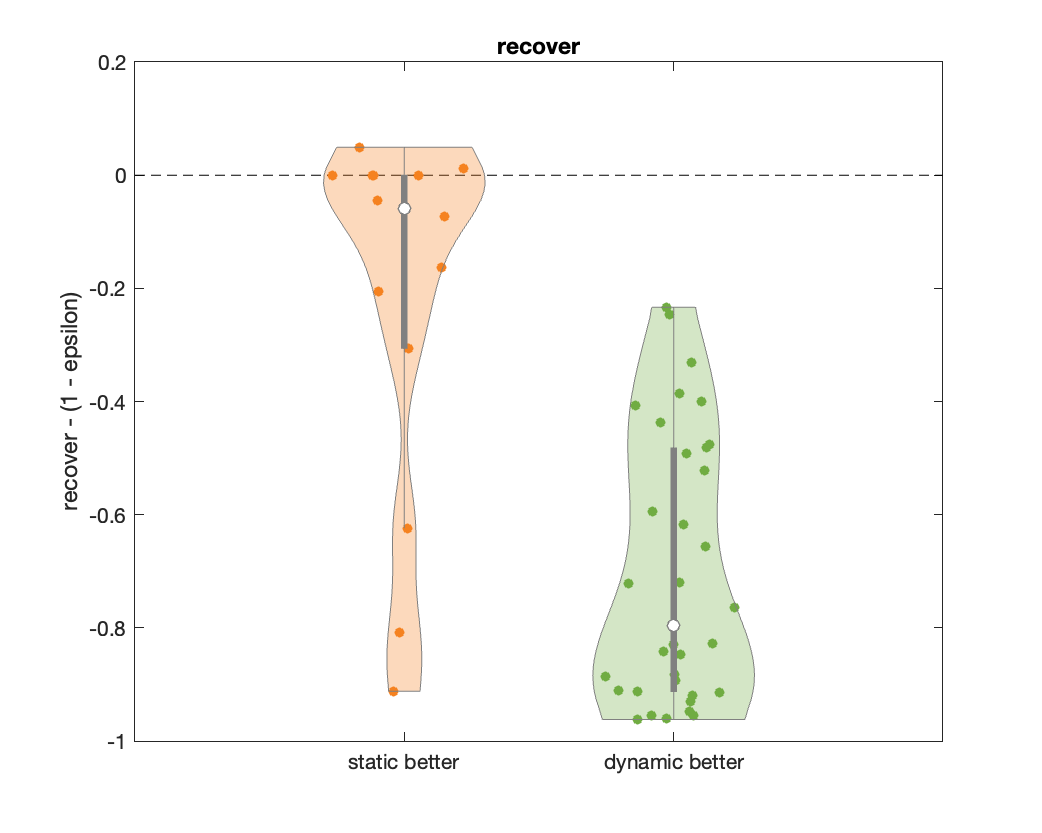 recover
0.2
0
-0.2
-0.4
-0.6
-0.8
-1
recover - (1 - epsilon)
static better
dynamic better